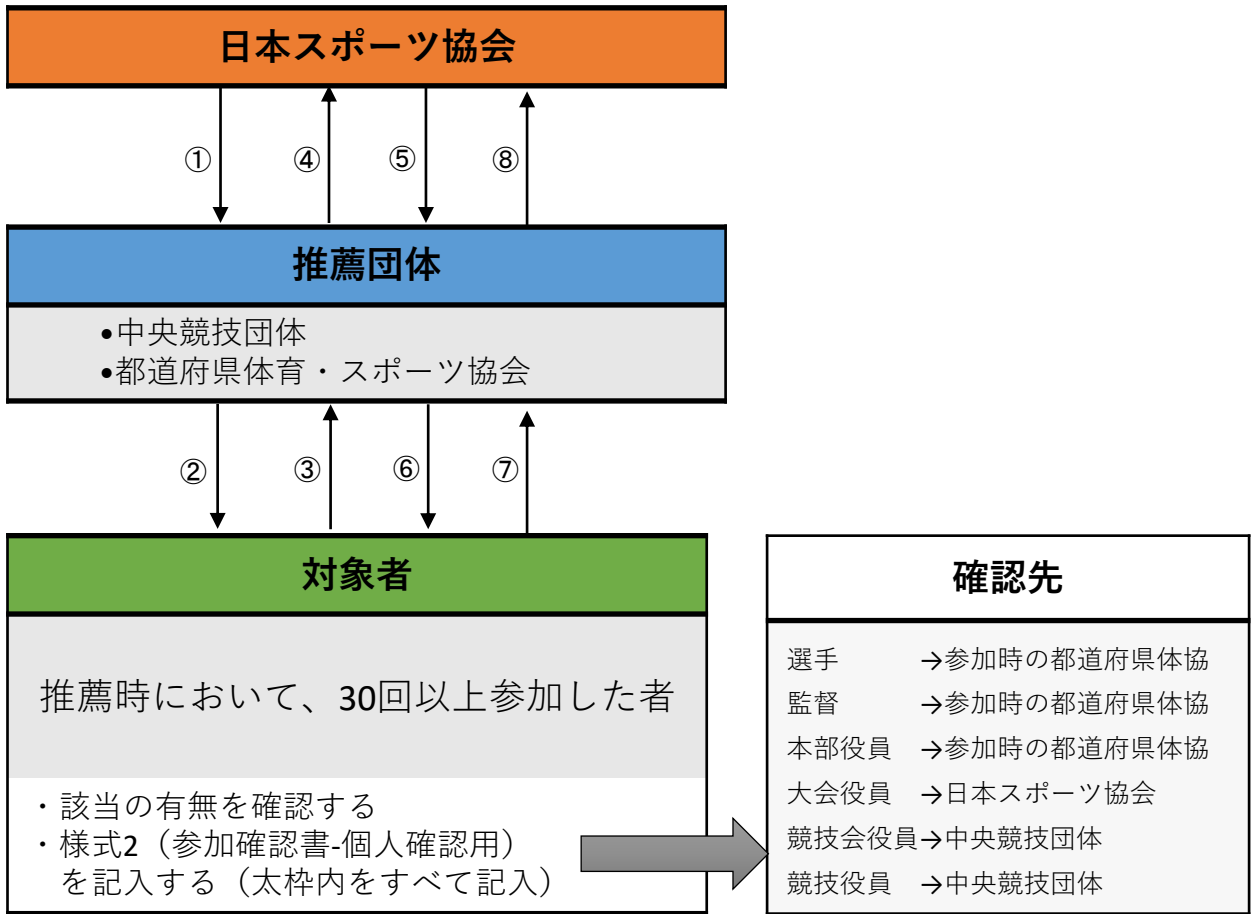 日本スポーツ協会
① ④ ⑤ ⑧
推薦団体
•中央競技団体
•都道府県体育・スポーツ協会
② ③ ⑥ ⑦
対象者
推薦時において、30回以上参加した者
・該当の有無を確認する
・様式2（参加確認書-個人確認用）
を記入する（太枠内をすべて記入）
確認先
選手 →参加時の都道府県体協
監督 →参加時の都道府県体協
本部役員 →参加時の都道府県体協
大会役員 →日本スポーツ協会
競技会役員→中央競技団体
競技役員 →中央競技団体